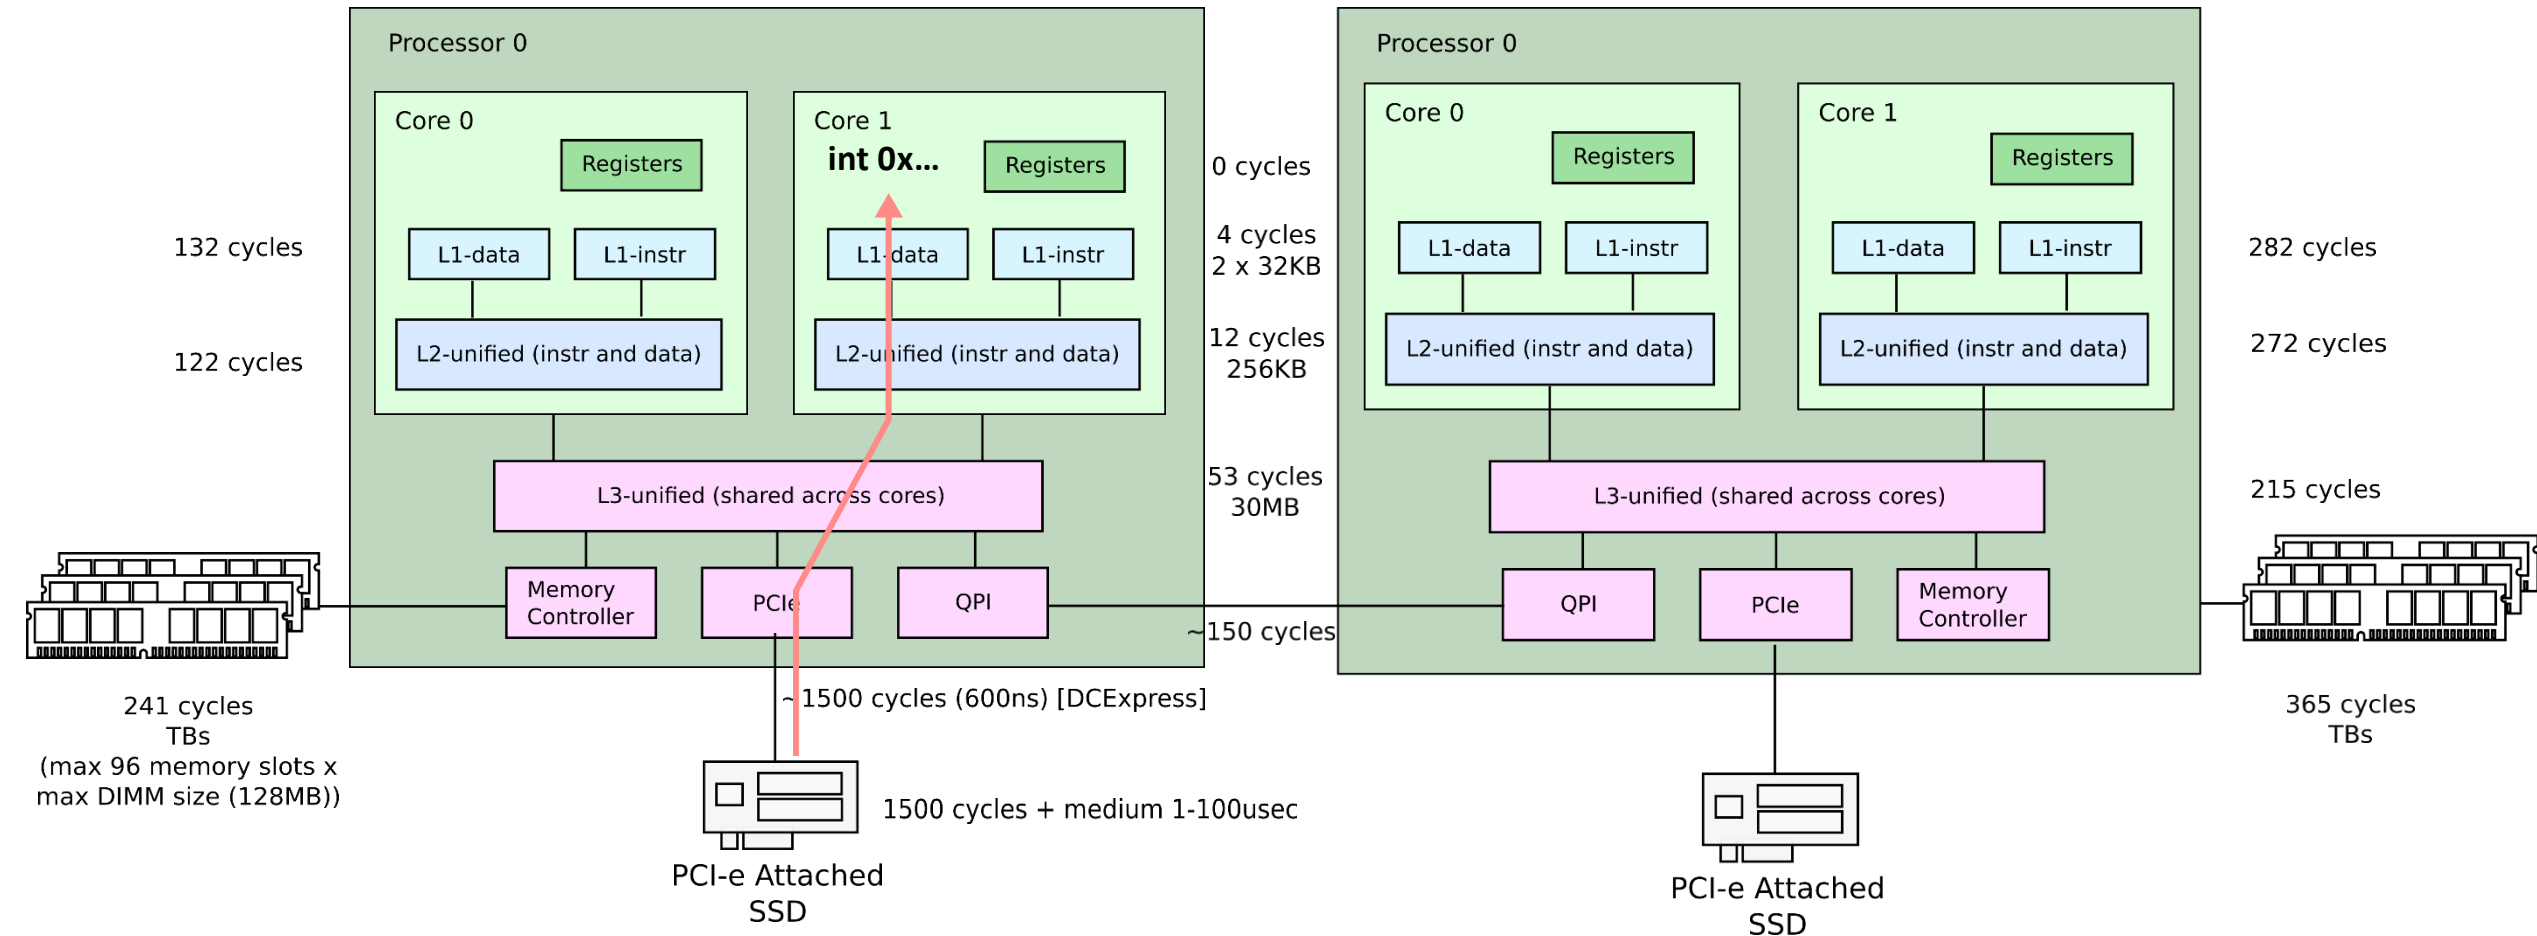 Processor 0
Core 0
Registers
L1-data
L1-instr
L2-unified (instr and data)
Core 1
int 0x...
Registers
L1-data
L1-instr
L2-unified (instr and data)
L3-unified (shared across cores)
Memory
Controller
PCIe
QPI
132 cycles
122 cycles
241 cycles
TBs
(max 96 memory slots x
max DIMM size (128MB))
0 cycles
4 cycles
2 x 32KB
12 cycles
256KB
53 cycles
30MB
~150 cycles
~1500 cycles (600ns) [DCExpress]
1500 cycles + medium 1-100usec
PCI-e Attached
SSD
Processor 0
Core 0
Registers
L1-data
L1-instr
L2-unified (instr and data)
Core 1
Registers
L1-data
L1-instr
L2-unified (instr and data)
L3-unified (shared across cores)
QPI
PCIe
Memory
Controller
282 cycles
272 cycles
215 cycles
365 cycles
TBs
PCI-e Attached
SSD